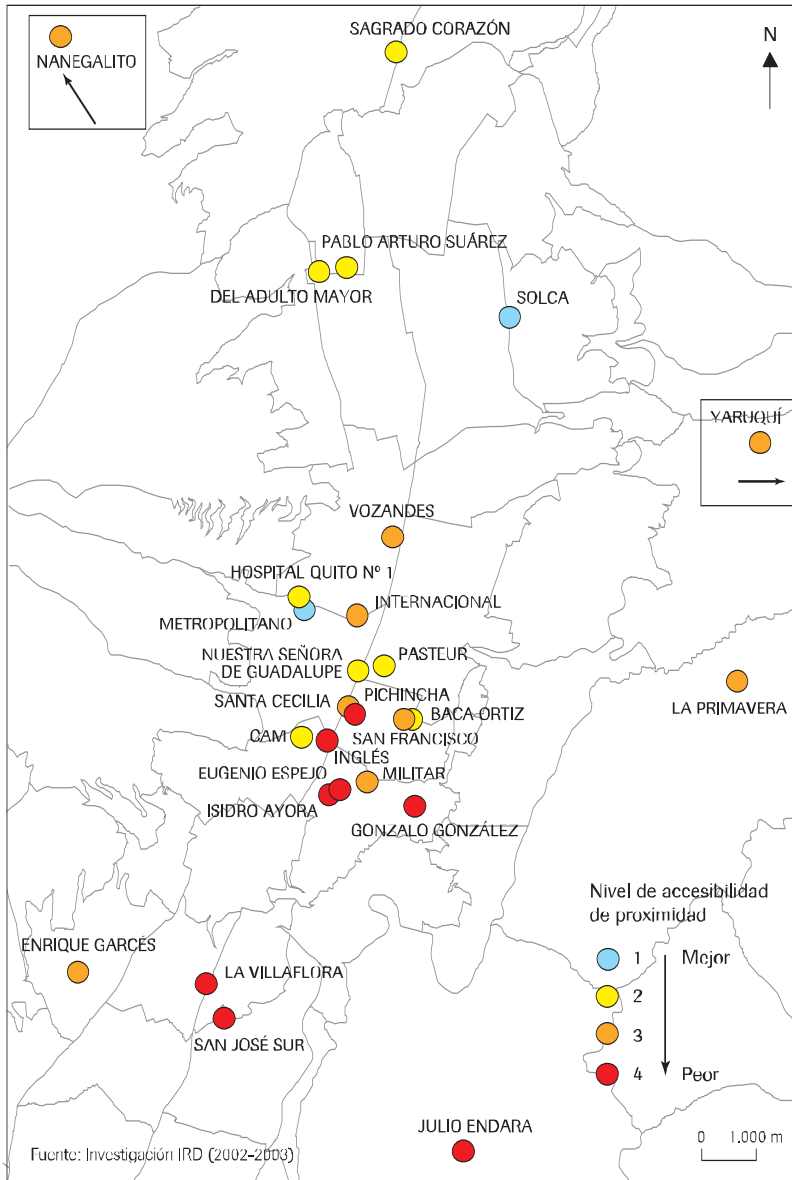 SAGRADO CORAZÓN
N
NANEGALITO
PABLO ARTURO SUÁREZ
DEL ADULTO MAYOR
SOLCA
YARUQUÍ
VOZANDES
HOSPITAL QUITO Nº 1
INTERNACIONAL
METROPOLITANO
NUESTRA SEÑORA
DE GUADALUPE
PASTEUR
SANTA CECILIA
PICHINCHA
LA PRIMAVERA
BACA ORTIZ
CAM
SAN FRANCISCO
INGLÉS
EUGENIO ESPEJO
MILITAR
ISIDRO AYORA
GONZALO GONZÁLEZ
Nivel de accesibilidad
de proximidad
ENRIQUE GARCÉS
LA VILLAFLORA
1 Mejor
2
3
SAN JOSÉ SUR
4 Peor
JULIO ENDARA
0 1.000 m
Fuente: Investigación IRD (2002-2003)